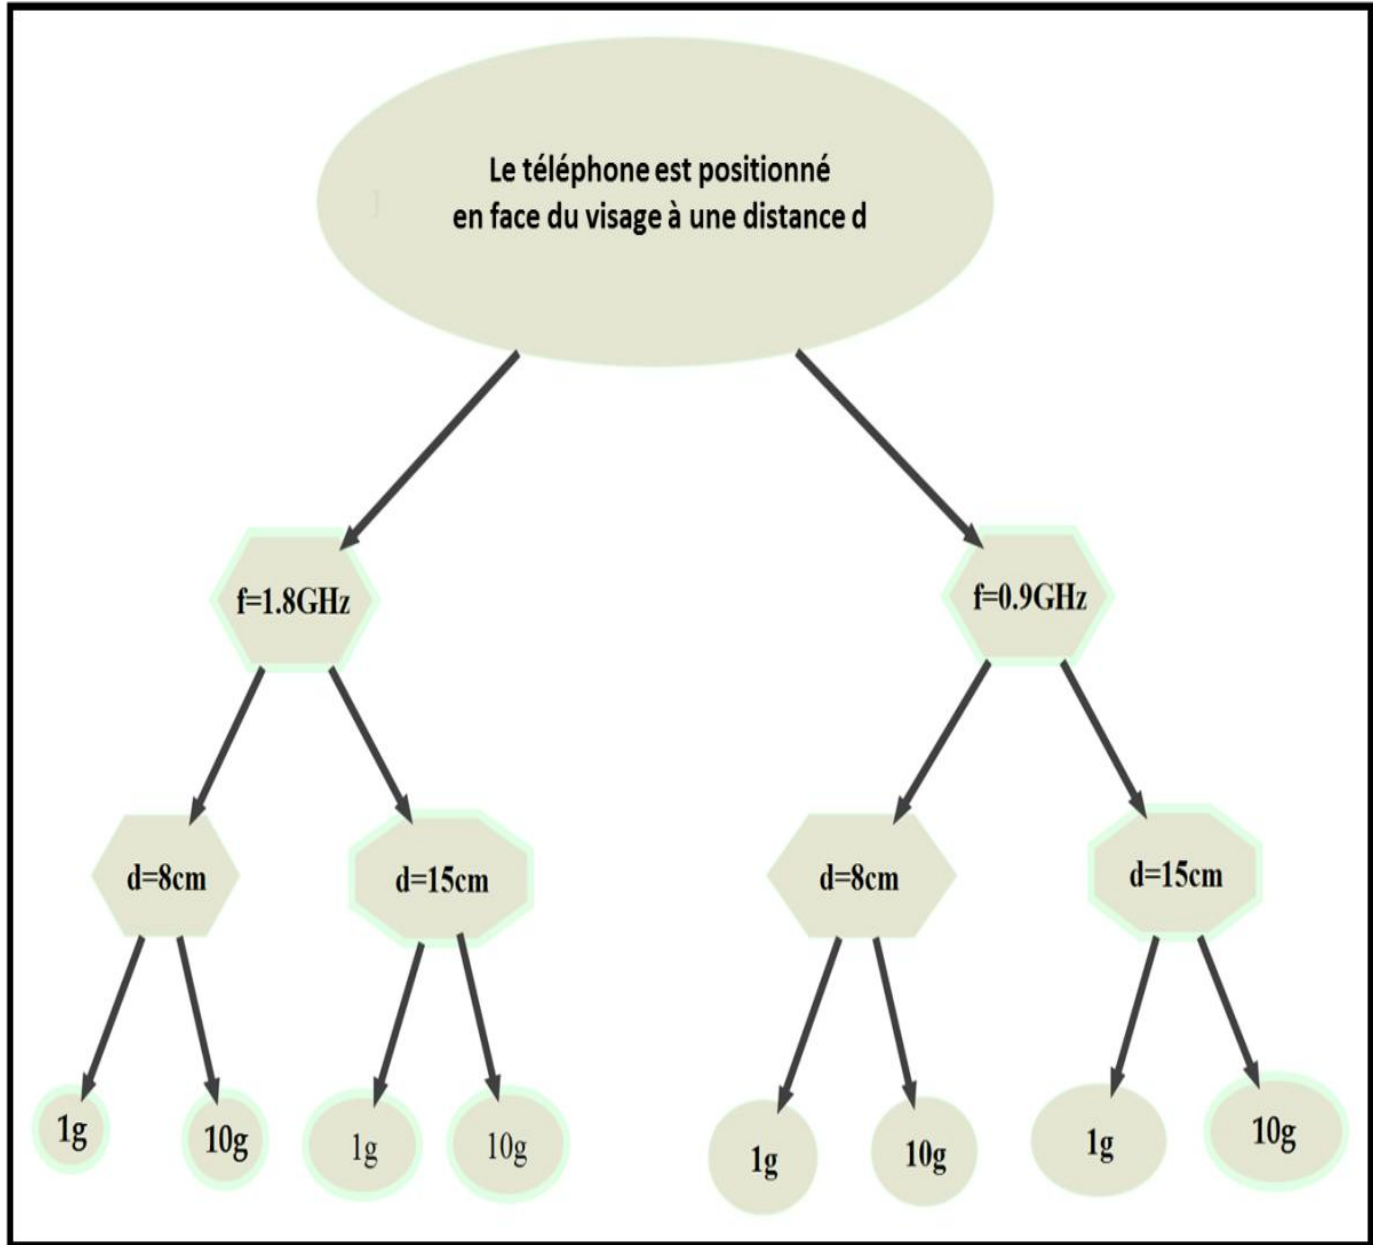 Le téléphone est positionné
en face du visage à une distance d
f=1.8GHz
f=0.9GHz
d=8cm
d=15cm
d=8cm
d=15cm
1g
10g
1g
10g
1g
10g
1g
10g